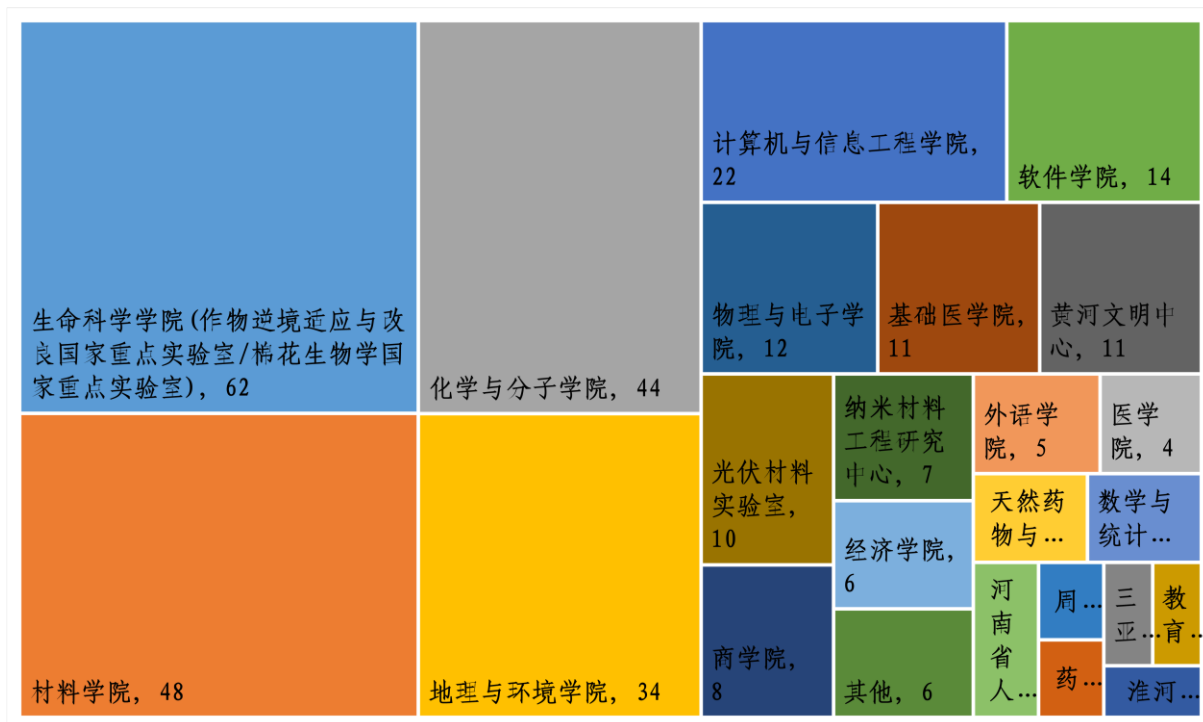 生命科学学院(作物逆境适应与改
良国家重点实验室/棉花生物学国
家重点实验室), 62
材料学院, 48
化学与分子学院, 44
地理与环境学院, 34
计算机与信息工程学院,
22
软件学院, 14
物理与电子学
院, 12
基础医学院,
11
黄河文明中
心, 11
光伏材料
实验室,
10
商学院,
8
纳米材料
工程研究
中心, 7
经济学院,
6
其他, 6
外语学
院, 5
医学
院, 4
天然药
物与...
数学与
统计...
河
南
省
人...
周...
药...
三
亚...
教
育...
淮河...